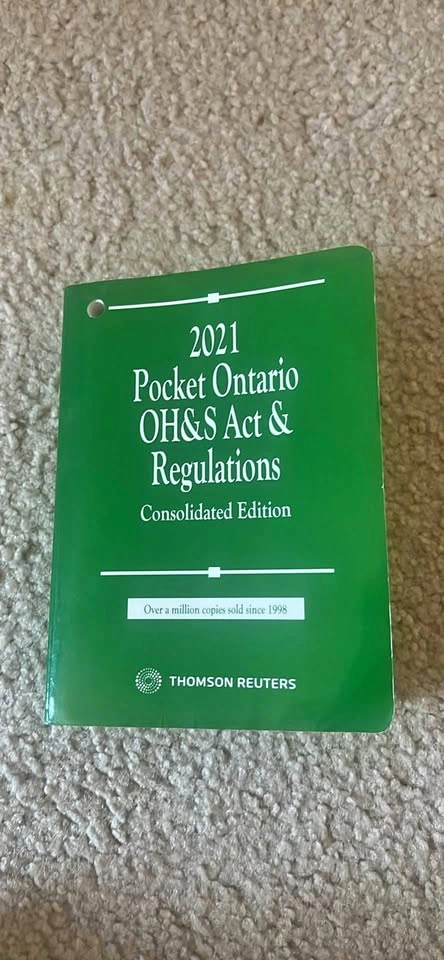 2021
Pocket Ontario
OH&S Act &
Regulations
Consolidated Edition
Over a million copies sold since 1998
THOMSON REUTERS